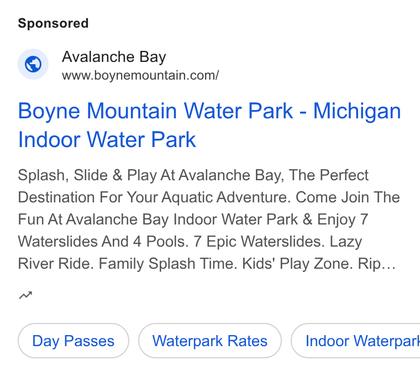 Sponsored
Avalanche Bay
www.boynemountain.com/
Boyne Mountain Water Park - Michigan
Indoor Water Park
Splash, Slide & Play At Avalanche Bay, The Perfect
Destination For Your Aquatic Adventure. Come Join The
Fun At Avalanche Bay Indoor Water Park & Enjoy 7
Waterslides And 4 Pools. 7 Epic Waterslides. Lazy
River Ride. Family Splash Time. Kids' Play Zone. Rip…
Day Passes
Waterpark Rates
Indoor Waterpark